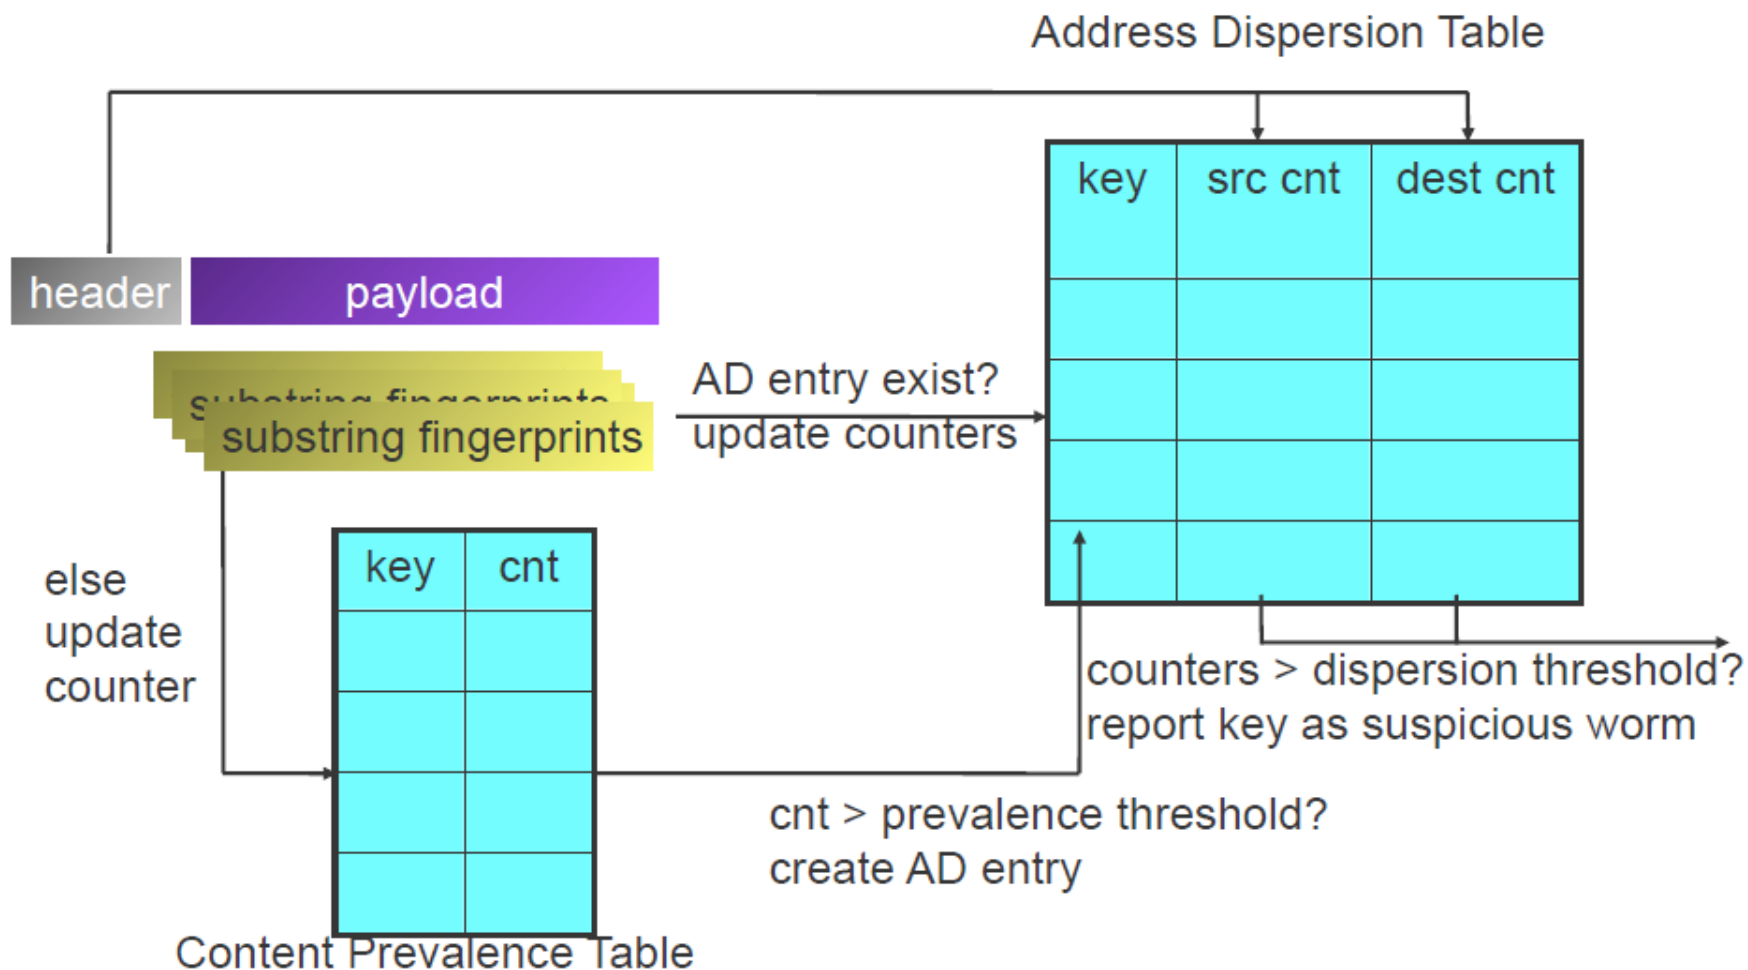 Address Dispersion Table
key src cnt dest cnt
header payload
substring fingerprints
substring fingerprints
AD entry exist?
update counters
else
update
counter
key cnt
counters > dispersion threshold?
report key as suspicious worm
cnt > prevalence threshold?
create AD entry
Content Prevalence Table